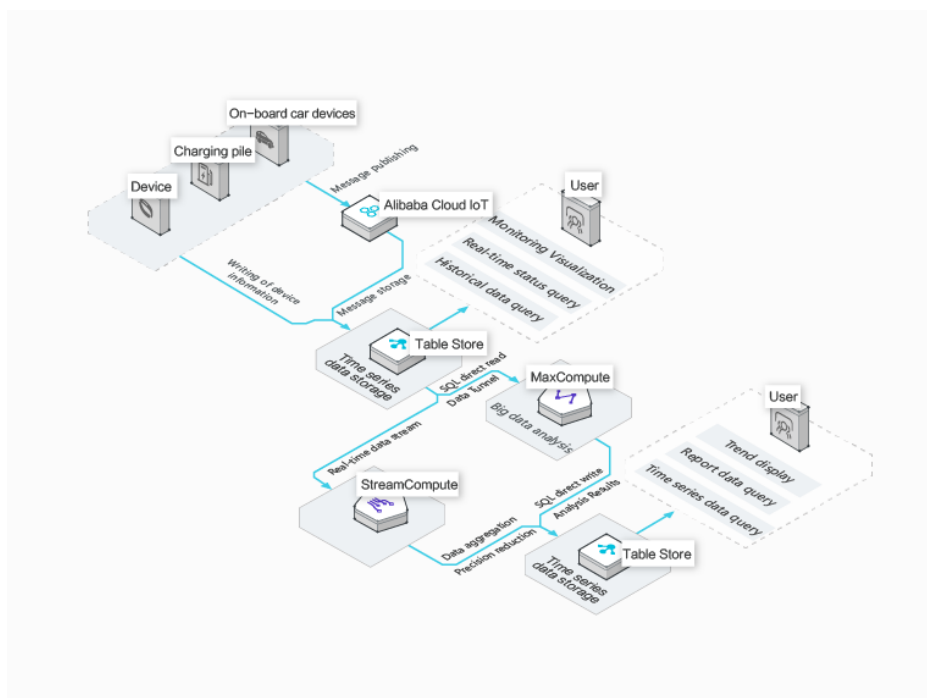 On-board car devices
Charging pile
Device
Message publishing
Alibaba Cloud IoT
User
Monitoring Visualization
Real-time status query
Historical data query
Writing of device
information
Message storage
Table Store
Time series
data storage
SQL direct read
Data Tunnel
MaxCompute
Big data analysis
User
Trend display
Report data query
Time series data query
Real-time data stream
StreamCompute
SQL direct write
Analysis Results
Data aggregation
Precision reduction
Table Store
Time series
data storage